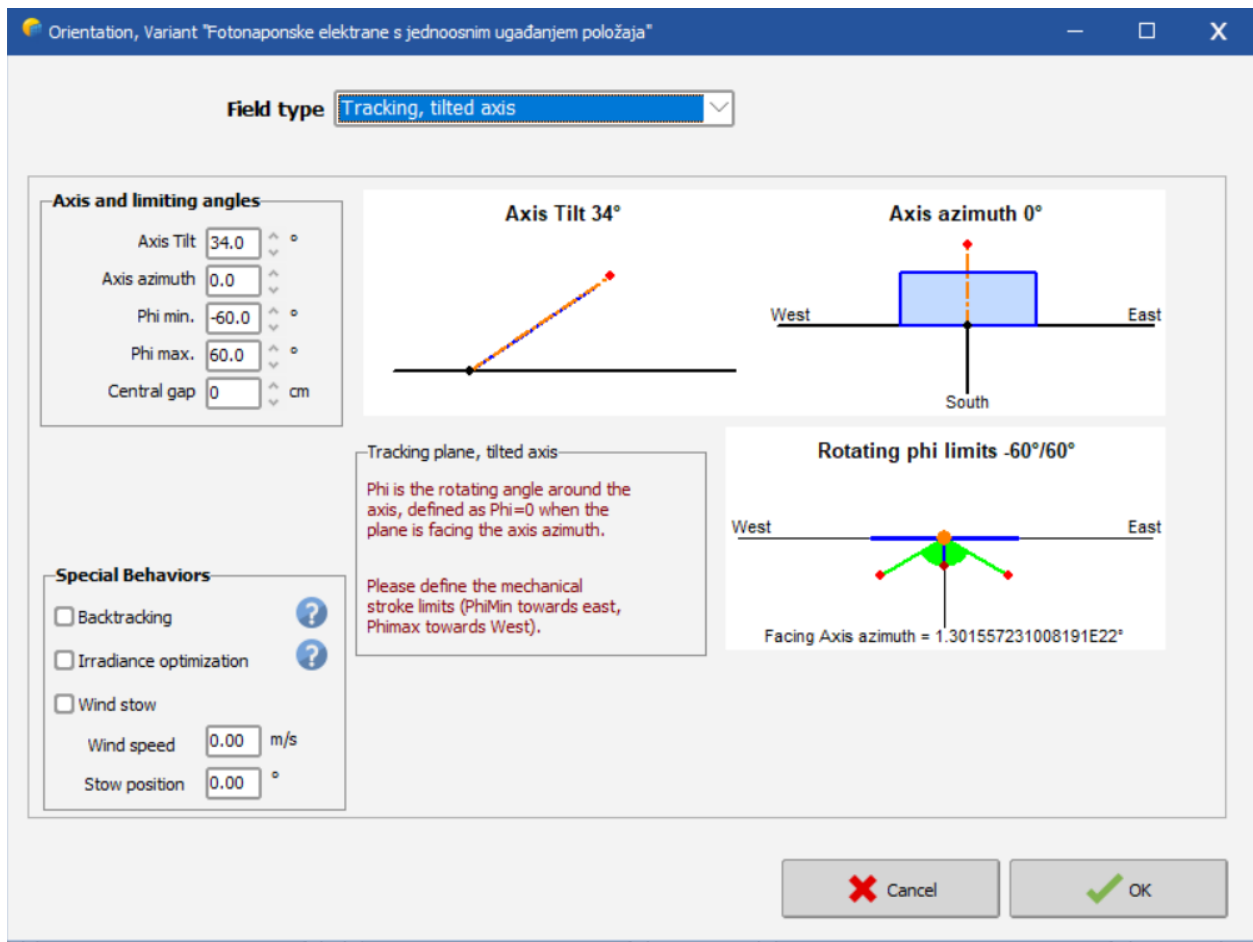 Orientation, Variant "Fotonaponske elektrane s jednoosnim ugađanjem položaja"
Field type Tracking, tilted axis
Axis and limiting angles
Axis Tilt 34.0 °
Axis azimuth 0.0
Phi min. -60.0 °
Phi max. 60.0 °
Central gap 0 cm
Axis Tilt 34°
Axis azimuth 0°
West East
South
Tracking plane, tilted axis
Phi is the rotating angle around the
axis, defined as Phi=0 when the
plane is facing the axis azimuth.
Please define the mechanical
stroke limits (PhiMin towards east,
Phimax towards West).
Rotating phi limits -60°/60°
West East
Facing Axis azimuth = 1.301557231008191E22°
Special Behaviors
Backtracking ?
Irradiance optimization ?
Wind stow
Wind speed 0.00 m/s
Stow position 0.00 °
Cancel OK